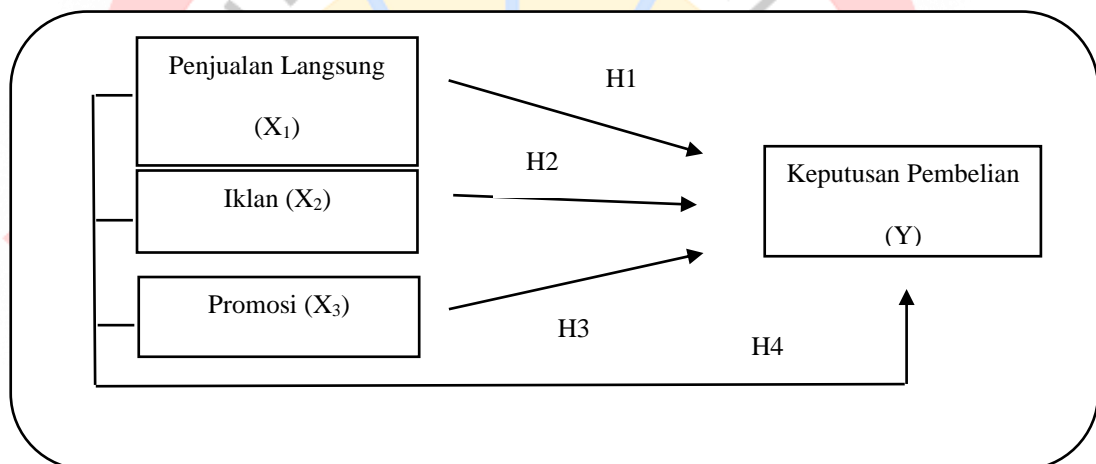 Penjualan Langsung
(X₁)
H1
H2
Iklan (X₂)
Keputusan Pembelian
(Y)
Promosi (X₃)
H3
H4